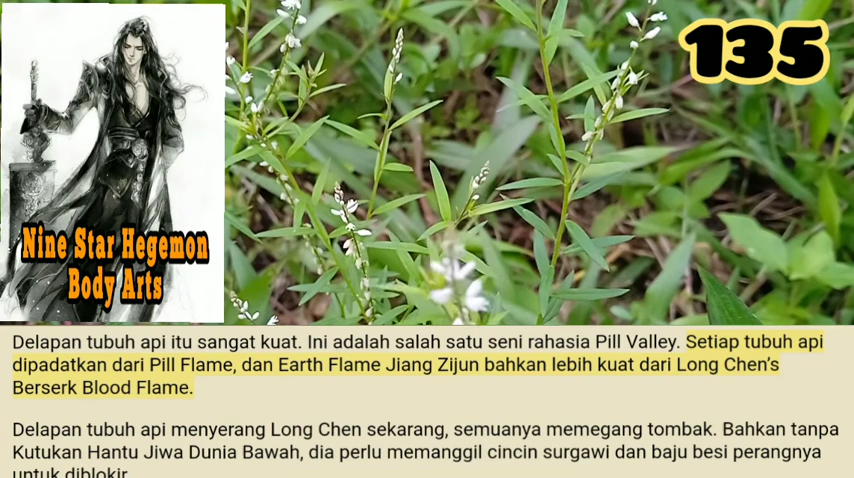 135
Nine Star Hegemon
Body Arts
Delapan tubuh api itu sangat kuat. Ini adalah salah satu seni rahasia Pill Valley. Setiap tubuh api
dipadatkan dari Pill Flame, dan Earth Flame Jiang Zijun bahkan lebih kuat dari Long Chen’s
Berserk Blood Flame.
Delapan tubuh api menyerang Long Chen sekarang, semuanya memegang tombak. Bahkan tanpa
Kutukan Hantu Jiwa Dunia Bawah, dia perlu memanggil cincin surgawi dan baju besi perangnya
untuk diblokir.